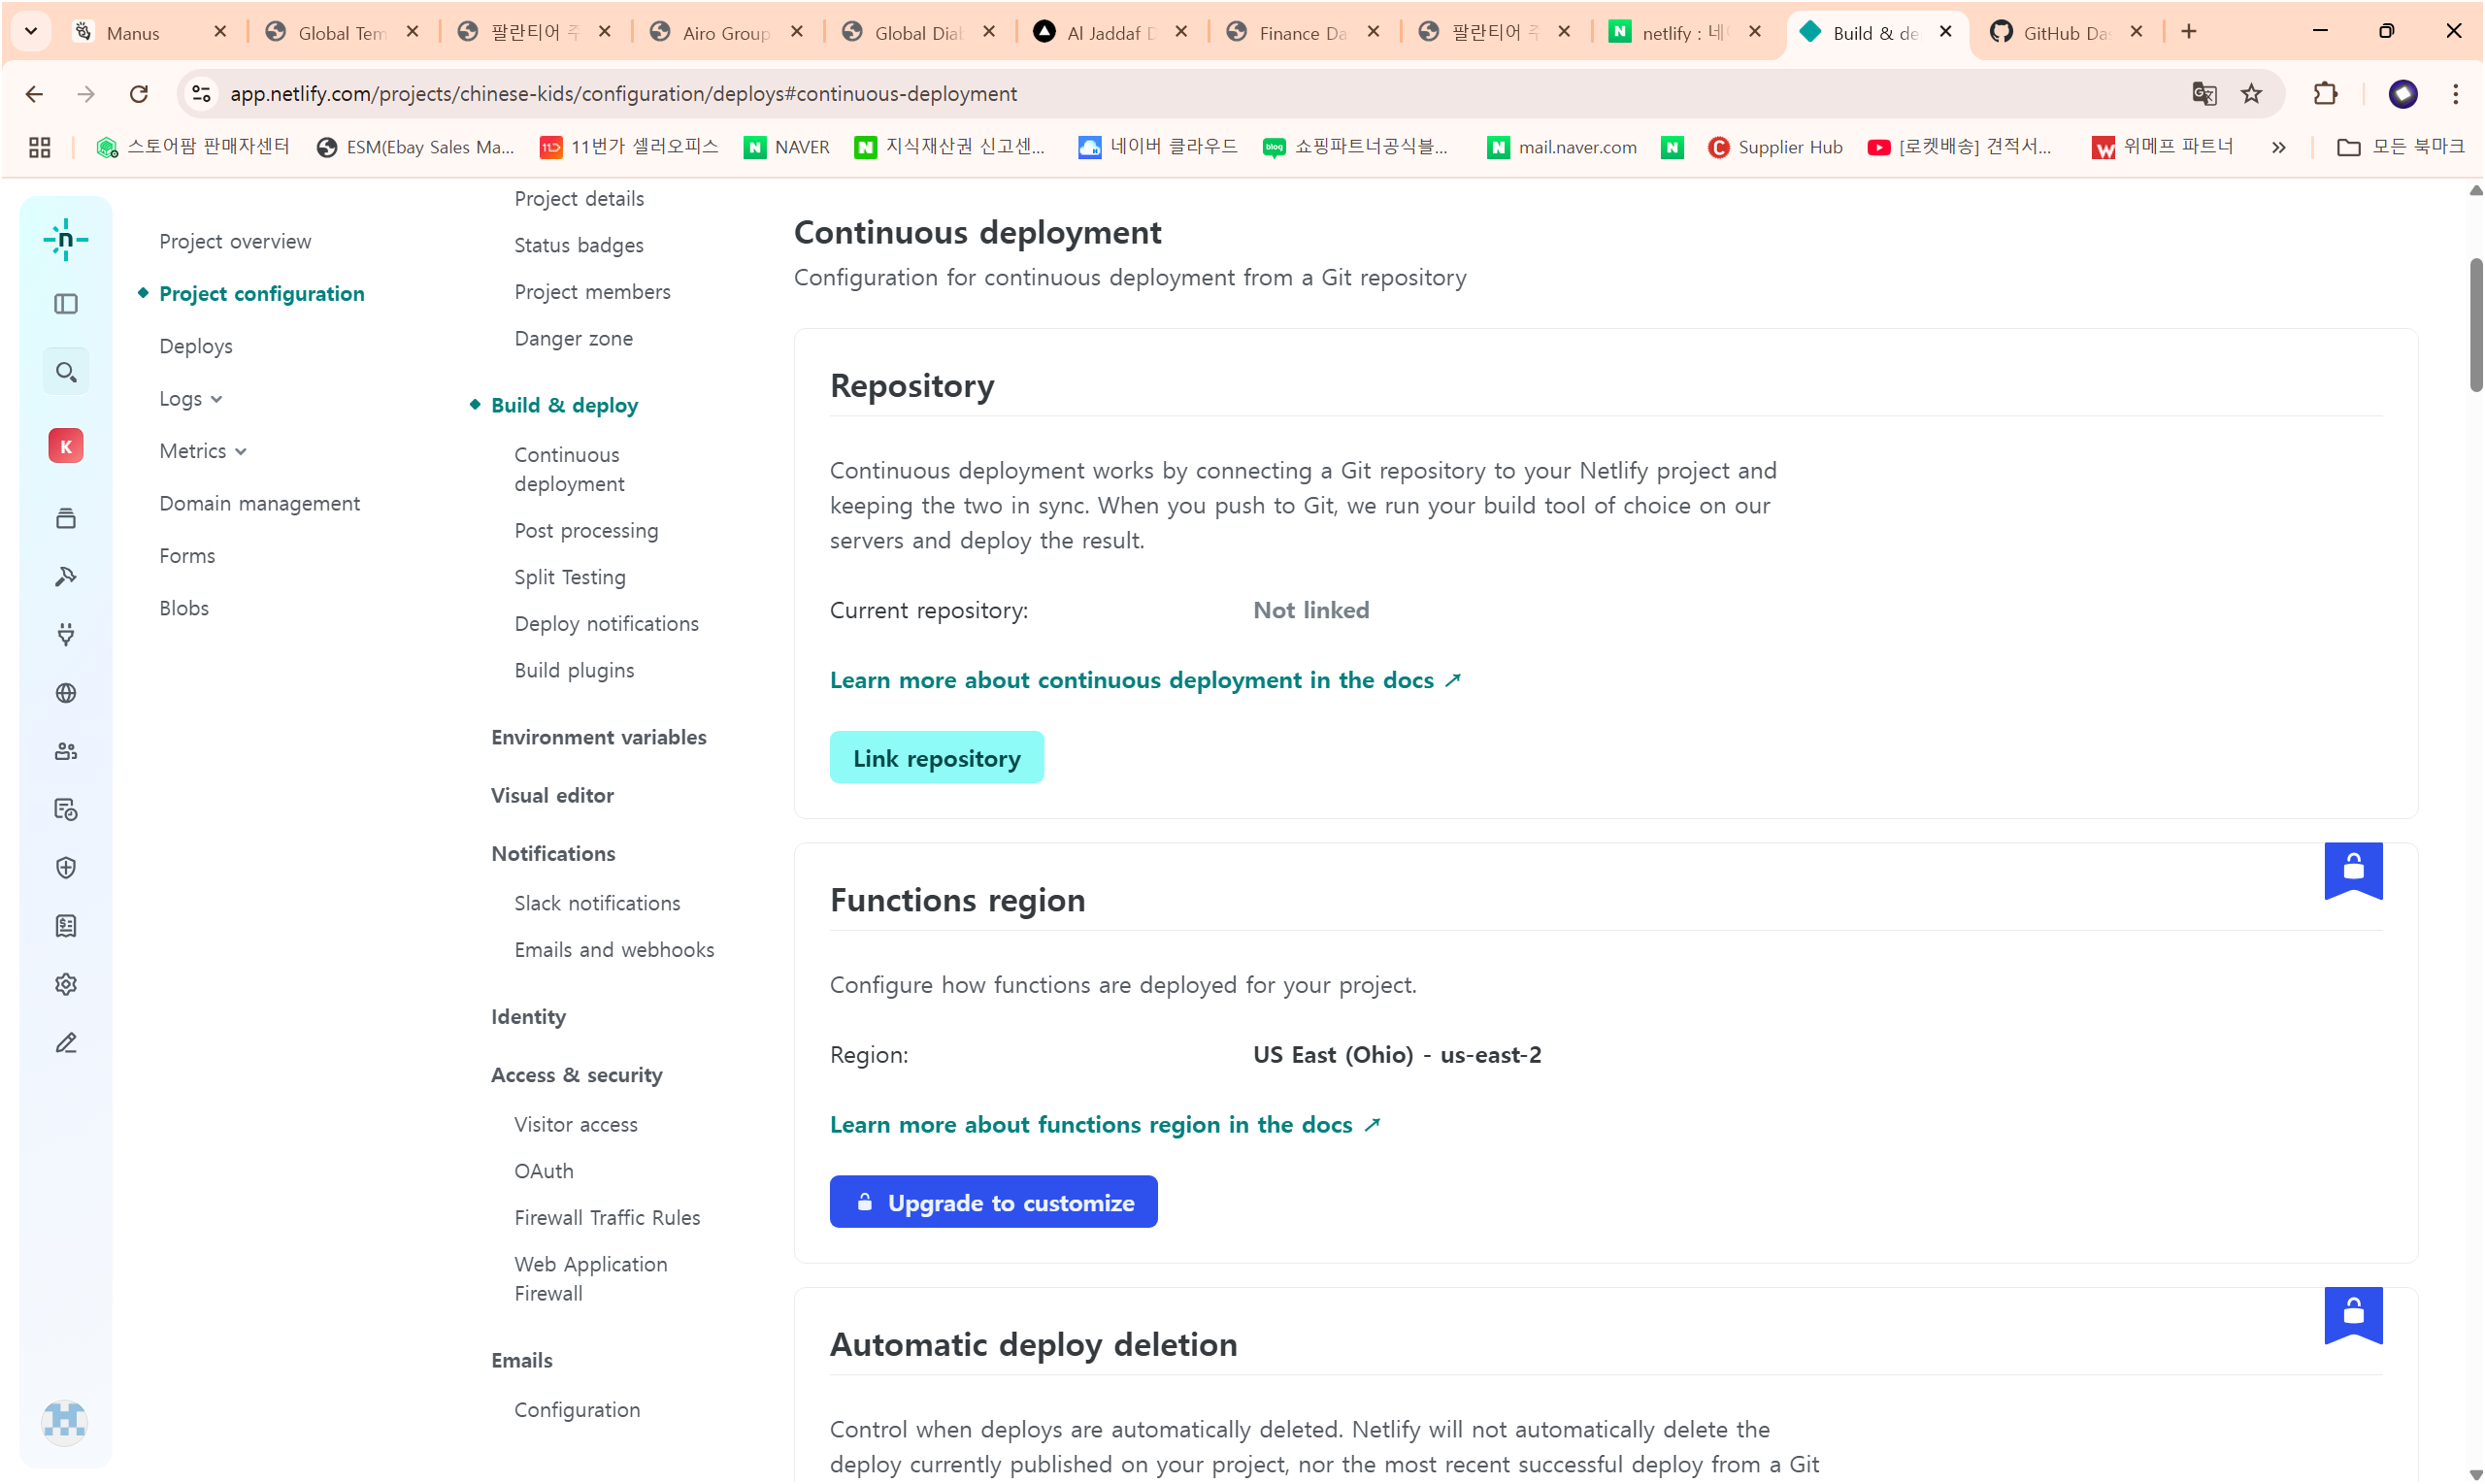 Manus
Global Tem
팔란티어 주
Airo Group
Global Dia
Al Jaddaf D
Finance Da
팔란티어 주
netlify : 네이
Build & de
GitHub Da
app.netlify.com/projects/chinese-kids/configuration/deploys#continuous-deployment
스토어팜 판매자센터
ESM(Ebay Sales Ma...
11번가 셀러오피스
NAVER
지식재산권 신고센...
네이버 클라우드
쇼핑파트너공식블...
mail.naver.com
Supplier Hub
[로켓배송] 견적서...
위메프 파트너
모든 북마크
Project overview
Project configuration
Deploys
Logs
Metrics
Domain management
Forms
Blobs
K
Project details
Status badges
Project members
Danger zone
Build & deploy
Continuous
deployment
Post processing
Split Testing
Deploy notifications
Build plugins
Environment variables
Visual editor
Notifications
Slack notifications
Emails and webhooks
Identity
Access & security
Visitor access
OAuth
Firewall Traffic Rules
Web Application
Firewall
Emails
Configuration
Continuous deployment
Configuration for continuous deployment from a Git repository
Repository
Continuous deployment works by connecting a Git repository to your Netlify project and
keeping the two in sync. When you push to Git, we run your build tool of choice on our
servers and deploy the result.
Current repository: Not linked
Learn more about continuous deployment in the docs
Link repository
Functions region
Configure how functions are deployed for your project.
Region: US East (Ohio) - us-east-2
Learn more about functions region in the docs
Upgrade to customize
Automatic deploy deletion
Control when deploys are automatically deleted. Netlify will not automatically delete the
deploy currently published on your project, nor the most recent successful deploy from a Git